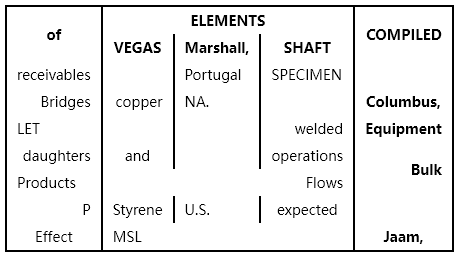 of ELEMENTS COMPILED
VEGAS Marshall, SHAFT
receivables Portugal SPECIMEN
Bridges copper NA. Columbus,
LET welded Equipment
daughters and operations Bulk
Products Flows
P Styrene U.S. expected
Effect MSL Jaam,